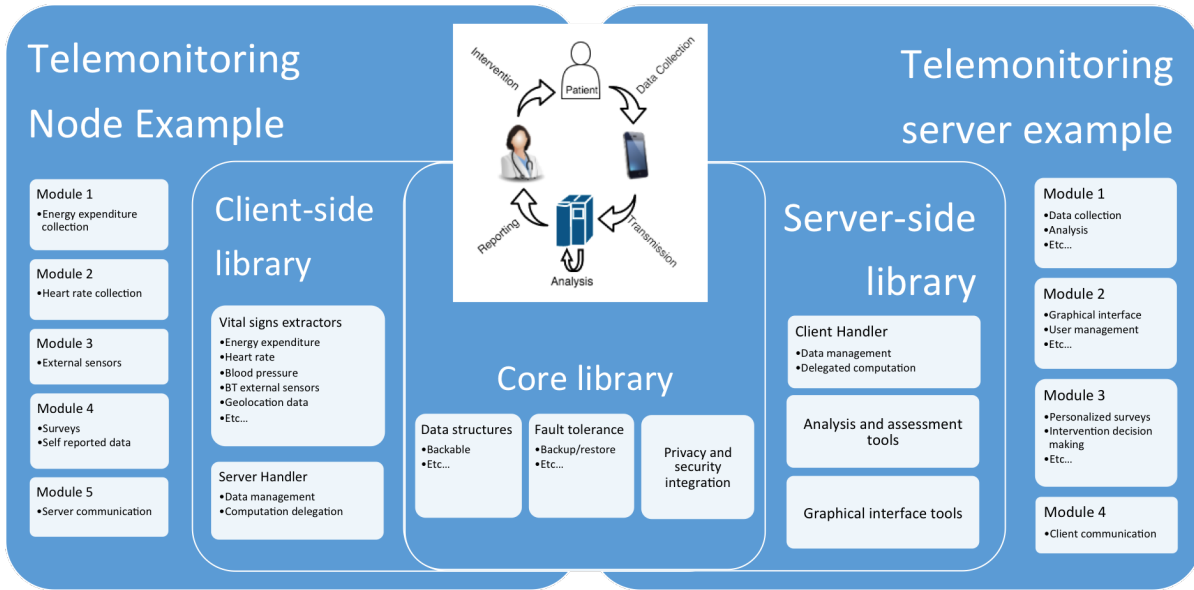 Telemonitoring
Node Example
Module 1
•Energy expenditure
collection
Module 2
•Heart rate collection
Module 3
•External sensors
Module 4
•Surveys
•Self reported data
Module 5
•Server communication
Client-side
library
Vital signs extractors
•Energy expenditure
•Heart rate
•Blood pressure
•BT external sensors
•Geolocation data
•Etc...
Server Handler
•Data management
•Computation delegation
Intervention
Patient
Data Collection
Reporting
Transmission
Analysis
Core library
Data structures
•Backable
•Etc...
Fault tolerance
•Backup/restore
•Etc...
Privacy and
security
integration
Server-side
library
Client Handler
•Data management
•Delegated computation
Analysis and assessment
tools
Graphical interface tools
Telemonitoring
server example
Module 1
•Data collection
•Analysis
•Etc...
Module 2
•Graphical interface
•User management
•Etc...
Module 3
•Personalized surveys
•Intervention decision
making
•Etc...
Module 4
•Client communication